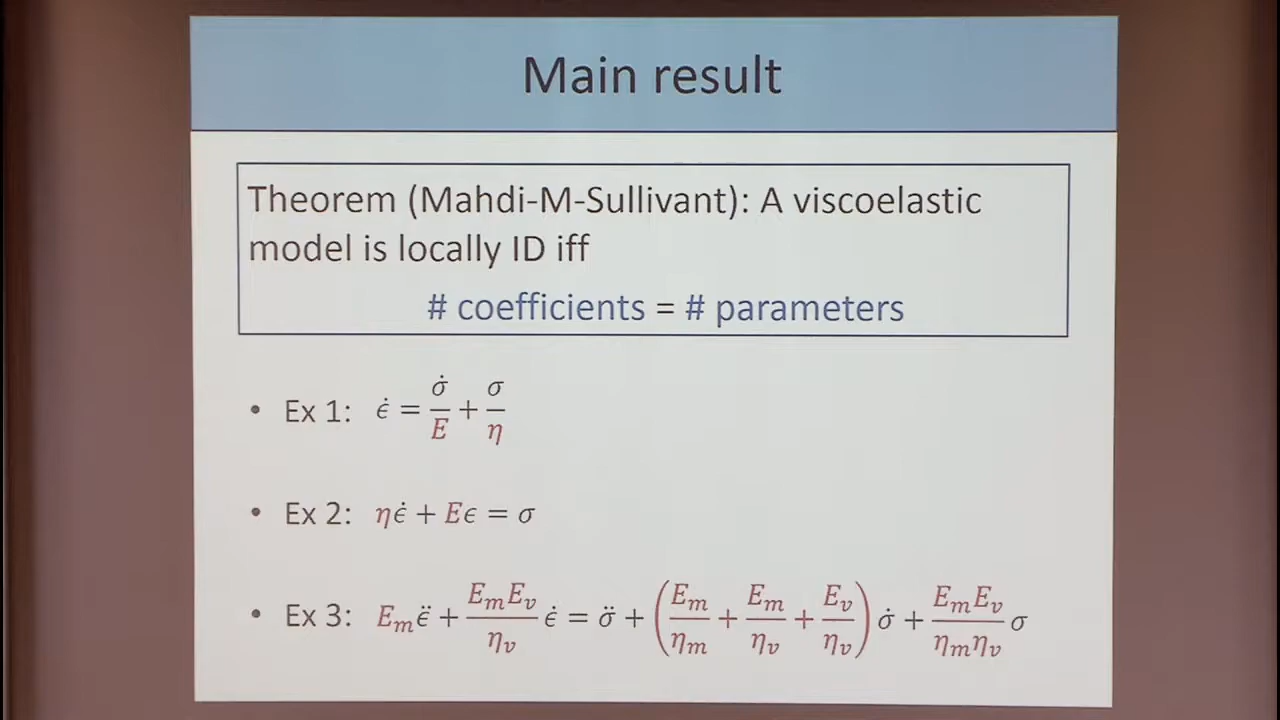 Main result
Theorem (Mahdi-M-Sullivant): A viscoelastic
model is locally ID iff
# coefficients = # parameters
• Ex 1: ϵ̇ = σ̇/E + σ/η
• Ex 2: ηϵ̇ + Eϵ = σ
• Ex 3: E_m ϵ̈ + (E_m E_v)/η_v ϵ̇ = σ̈ + (E_m/η_m + E_m/η_v + E_v/η_v) σ̇ + (E_m E_v)/(η_m η_v) σ